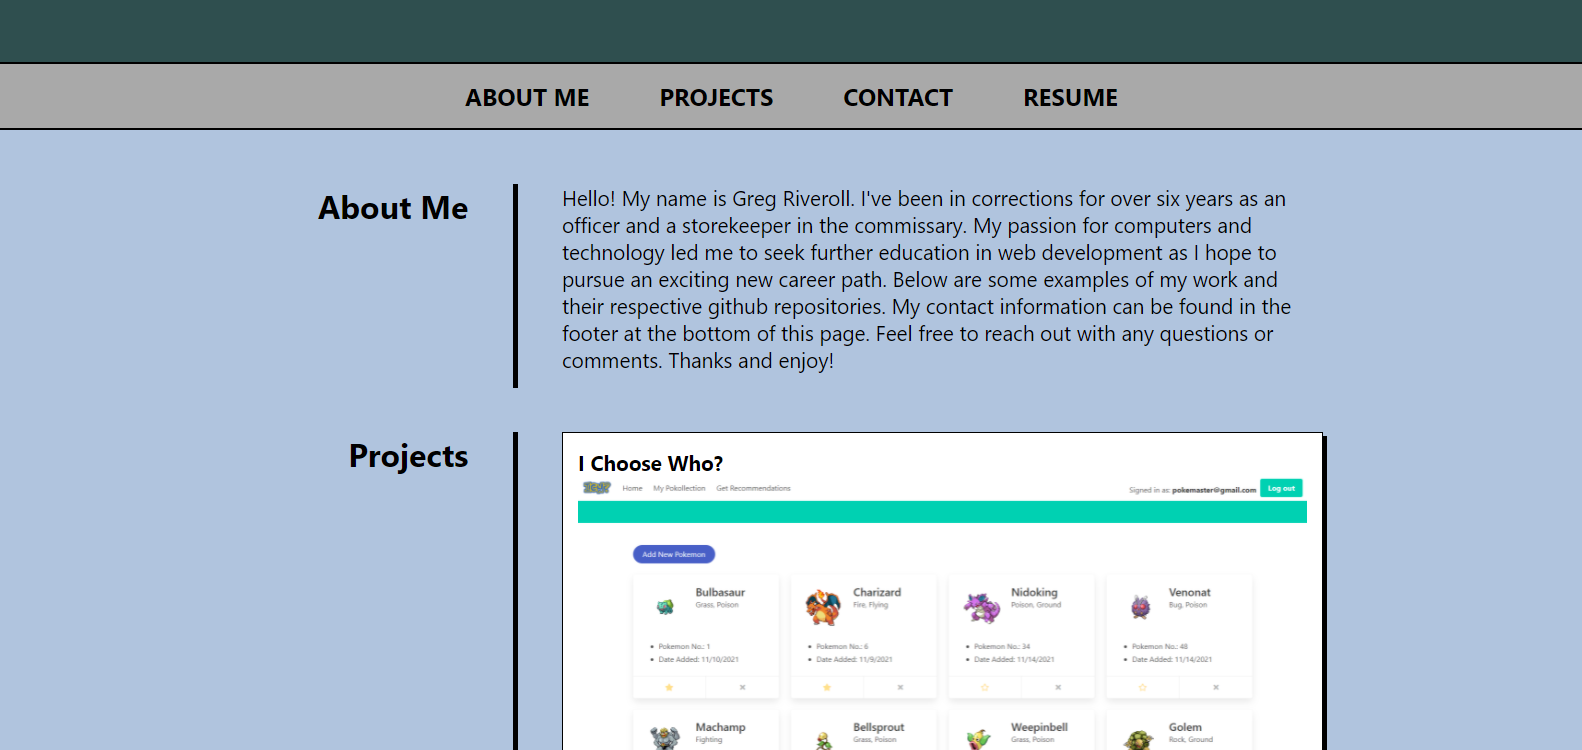 ABOUT ME PROJECTS CONTACT RESUME
About Me
Hello! My name is Greg Riveroll. I've been in corrections for over six years as an
officer and a storekeeper in the commissary. My passion for computers and
technology led me to seek further education in web development as I hope to
pursue an exciting new career path. Below are some examples of my work and
their respective github repositories. My contact information can be found in the
footer at the bottom of this page. Feel free to reach out with any questions or
comments. Thanks and enjoy!
Projects
I Choose Who?
Home My Pokollection Get Recommendations Signed in as: pokemaster@gmail.com Log out
Add New Pokemon
Bulbasaur Charizard Nidoking Venonat
Grass, Poison Fire, Flying Poison, Ground Bug, Poison
• Pokemon No.: 1 • Pokemon No.: 6 • Pokemon No.: 34 • Pokemon No.: 48
• Date Added: 11/10/2021 • Date Added: 11/9/2021 • Date Added: 11/14/2021 • Date Added: 11/14/2021
Machamp Bellsprout Weepinbell Golem
Fighting Grass, Poison Grass, Poison Rock, Ground